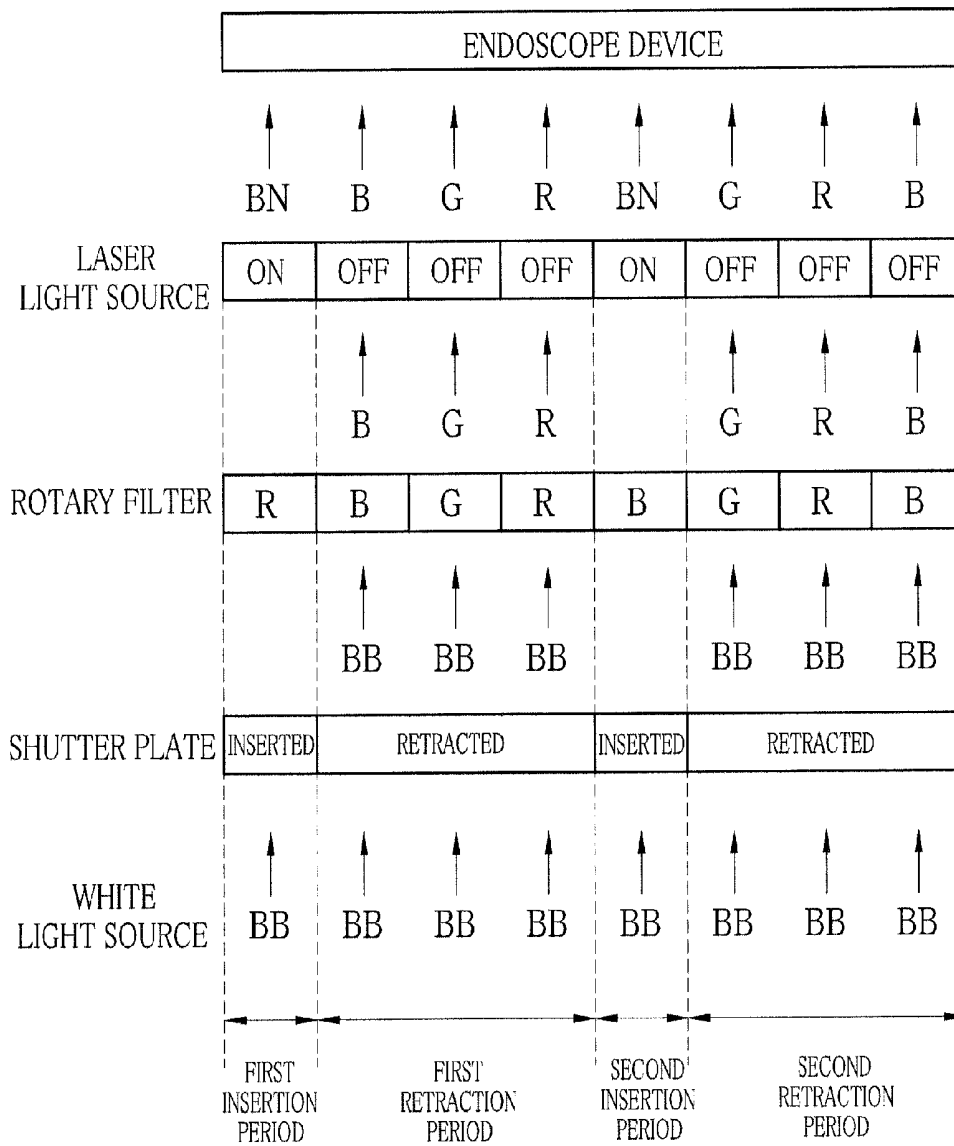 ENDOSCOPE DEVICE
BN B G R BN G R B
LASER
LIGHT SOURCE
ON OFF OFF OFF ON OFF OFF OFF
B G R G R B
ROTARY FILTER R B G R B G R B
BB BB BB BB BB BB
SHUTTER PLATE INSERTED RETRACTED INSERTED RETRACTED
WHITE
LIGHT SOURCE
BB BB BB BB BB BB BB BB
FIRST
INSERTION
PERIOD
FIRST
RETRACTION
PERIOD
SECOND
INSERTION
PERIOD
SECOND
RETRACTION
PERIOD